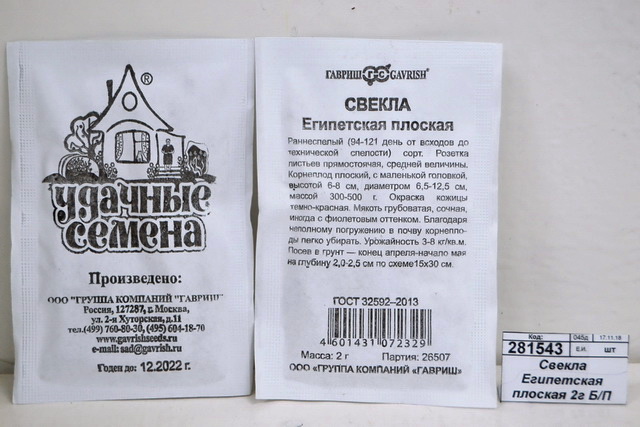 ®
удачные
семена
Произведено:
ООО "ГРУППА КОМПАНИЙ "ГАВРИШ"
Россия, 127287, г. Москва,
ул. 2-я Хуторская, д.11
тел.(499) 760-80-30, (495) 604-18-70
www.gavrishseeds.ru
e-mail: aad@gavrish.ru
Годен до: 12.2022 г.
ГАВРИШ Г-Э GAVRISH®
СВЕКЛА
Египетская плоская
Раннеспелый (94-121 день от всходов до
технической спелости) сорт. Розетка
листьев прямостоячая, средней величины.
Корнеплод плоский, с маленькой головкой,
высотой 6-8 см, диаметром 6,5-12,5 см,
массой 300-500 г. Окраска кожицы
темно-красная. Мякоть грубоватая, сочная,
иногда с фиолетовым оттенком. Благодаря
неполному погружению в почву корнепло-
ды легко убирать. Урожайность 3-8 кг/кв.м.
Посев в грунт — конец апреля-начало мая
на глубину 2,0-2,5 см по схеме15х30 см.
ГОСТ 32592-2013
4601431072329
Масса: 2 г Партия: 26507
ООО «ГРУППА КОМПАНИЙ «ГАВРИШ»
Код: 045д 17.11.18
281543 Е.И. шт
Свекла
Египетская
плоская 2г Б/П